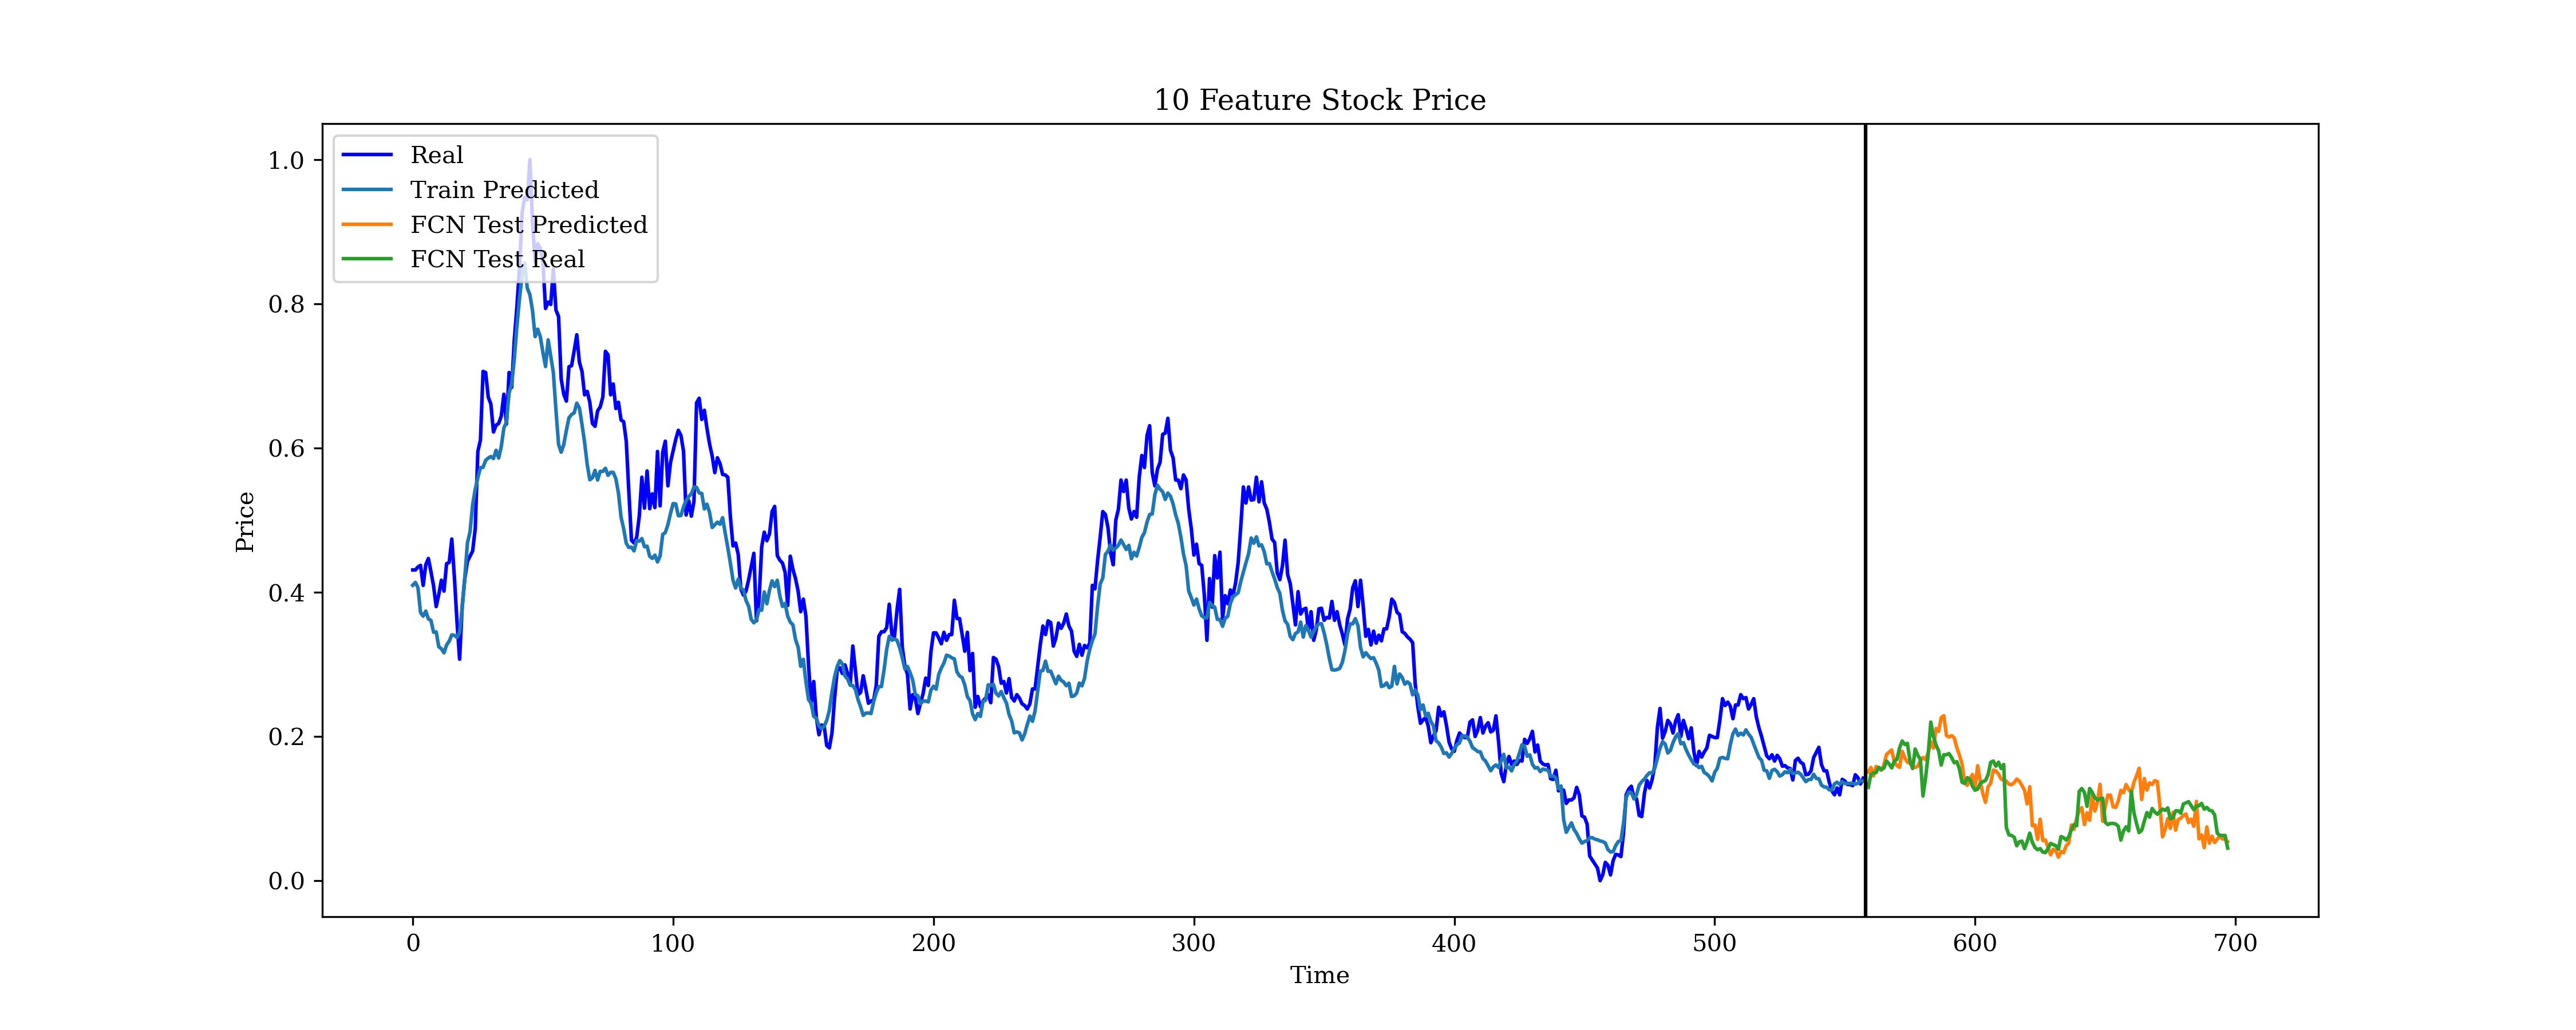 10 Feature Stock Price
Real
Train Predicted
FCN Test Predicted
FCN Test Real
1.0
0.8
0.6
0.4
0.2
0.0
Price
0 100 200 300 400 500 600 700
Time